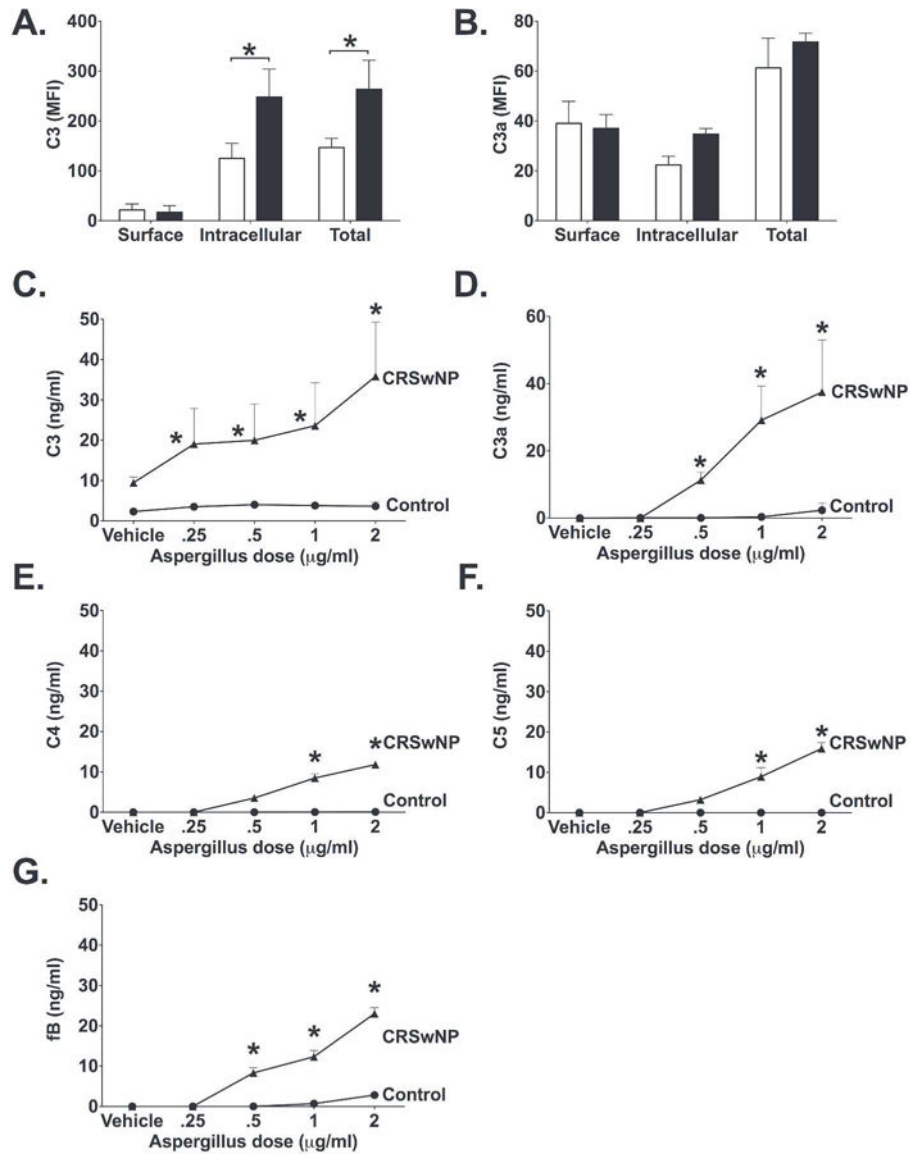 A.
C3 (MFI)
400
300
200
100
0
*
*
Surface
Intracellular
Total
B.
C3a (MFI)
80
60
40
20
0
Surface
Intracellular
Total
C.
C3 (ng/ml)
50
40
30
20
10
0
*
*
*
*
CRSwNP
Control
Vehicle .25 .5 1 2
Aspergillus dose (μg/ml)
D.
C3a (ng/ml)
60
40
20
0
*
*
*
CRSwNP
Control
Vehicle .25 .5 1 2
Aspergillus dose (μg/ml)
E.
C4 (ng/ml)
50
40
30
20
10
0
*
*
CRSwNP
Control
Vehicle .25 .5 1 2
Aspergillus dose (μg/ml)
F.
C5 (ng/ml)
50
40
30
20
10
0
*
*
CRSwNP
Control
Vehicle .25 .5 1 2
Aspergillus dose (μg/ml)
G.
fB (ng/ml)
50
40
30
20
10
0
*
*
*
CRSwNP
Control
Vehicle .25 .5 1 2
Aspergillus dose (μg/ml)